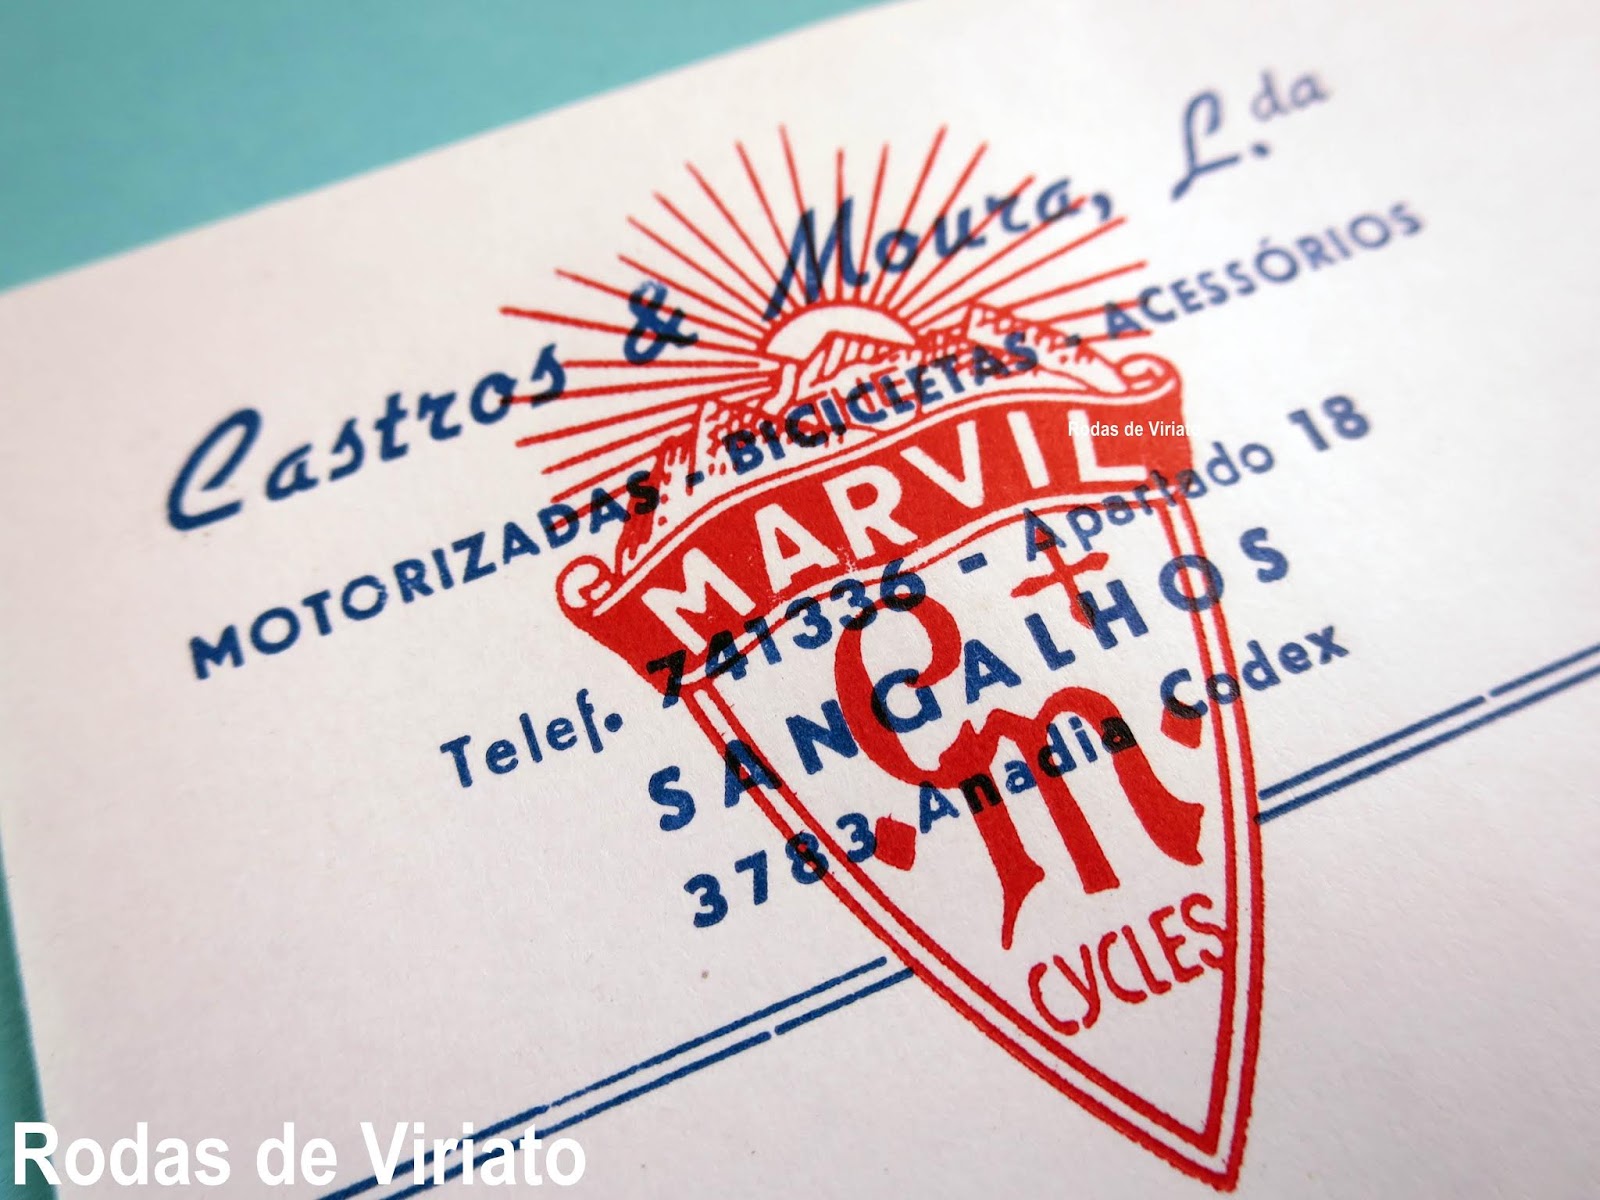 Castros & Moura, L.da
MOTORIZADAS - BICICLETAS - ACESSÓRIOS
Telef. 741336 - Apartado 18
SANGALHOS
3783 Anadia Codex
MARVIL
CM
CYCLES
Rodas de Viriato
Rodas de Viriato